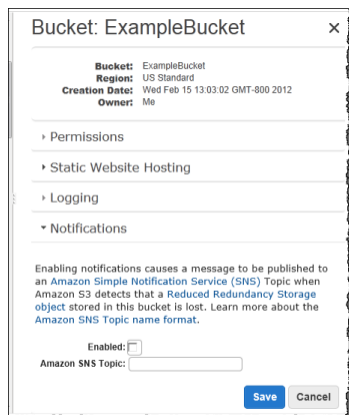 Bucket: ExampleBucket
Bucket: ExampleBucket
Region: US Standard
Creation Date: Wed Feb 15 13:03:02 GMT-800 2012
Owner: Me
Permissions
Static Website Hosting
Logging
Notifications
Enabling notifications causes a message to be published to
an Amazon Simple Notification Service (SNS) Topic when
Amazon S3 detects that a Reduced Redundancy Storage
object stored in this bucket is lost. Learn more about the
Amazon SNS Topic name format.
Enabled:
Amazon SNS Topic:
Save Cancel